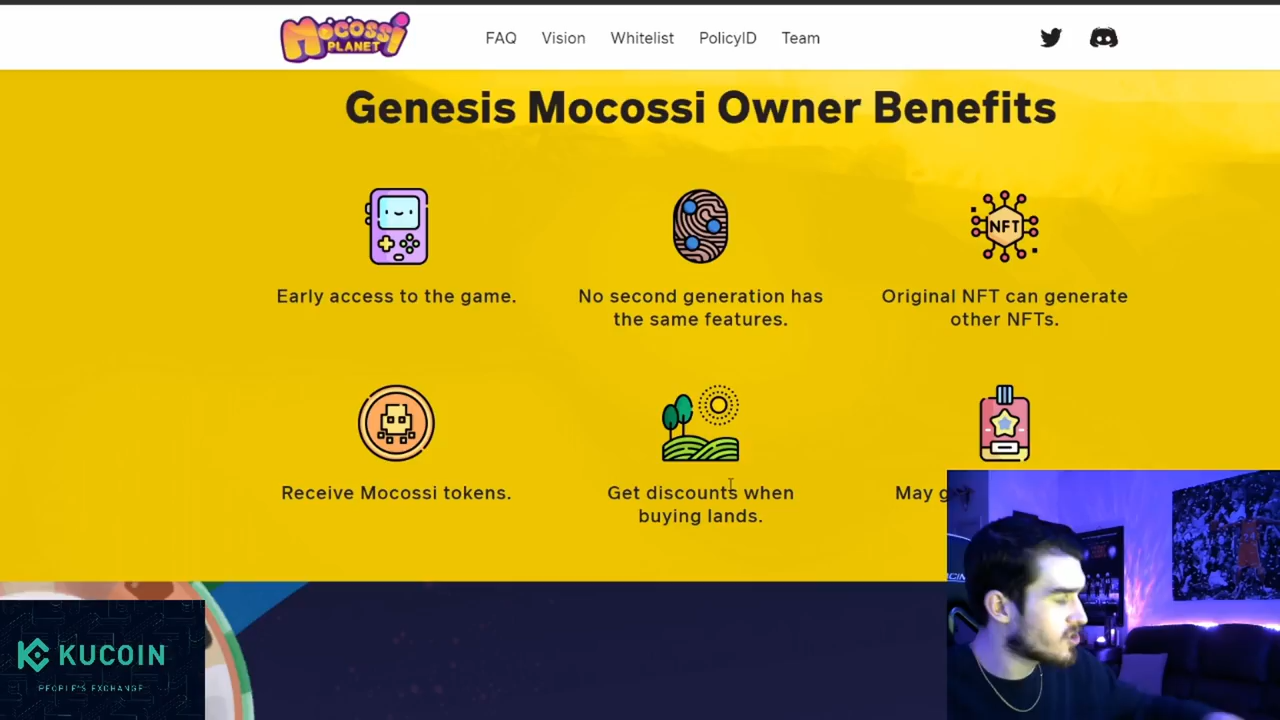 MOCOSSI
PLANET
FAQ Vision Whitelist PolicyID Team
Genesis Mocossi Owner Benefits
NFT
Early access to the game.
No second generation has
the same features.
Original NFT can generate
other NFTs.
Receive Mocossi tokens.
Get discounts when
buying lands.
May
KUCOIN
PEOPLE'S EXCHANGE